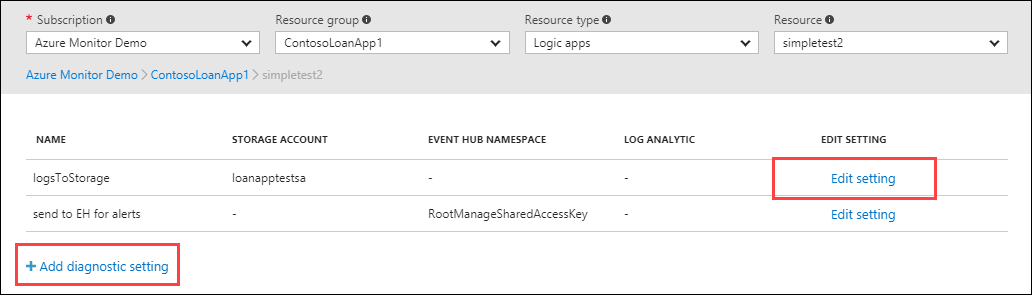 * Subscription Resource group Resource type Resource
Azure Monitor Demo ContosoLoanApp1 Logic apps simpletest2
Azure Monitor Demo > ContosoLoanApp1 > simpletest2
NAME STORAGE ACCOUNT EVENT HUB NAMESPACE LOG ANALYTIC EDIT SETTING
logsToStorage loanapptestsa - - Edit setting
send to EH for alerts - RootManageSharedAccessKey - Edit setting
+ Add diagnostic setting